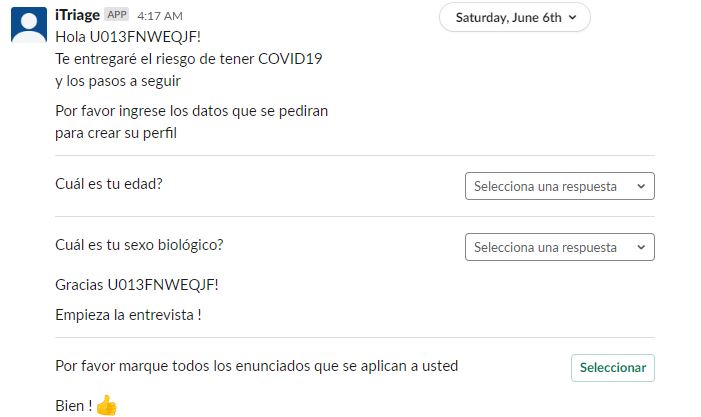 iTriage APP 4:17 AM
Saturday, June 6th
Hola U013FNWEQJF!
Te entregaré el riesgo de tener COVID19
y los pasos a seguir
Por favor ingrese los datos que se pediran
para crear su perfil
Cuál es tu edad?
Selecciona una respuesta
Cuál es tu sexo biológico?
Selecciona una respuesta
Gracias U013FNWEQJF!
Empieza la entrevista !
Por favor marque todos los enunciados que se aplican a usted
Seleccionar
Bien ! 👍